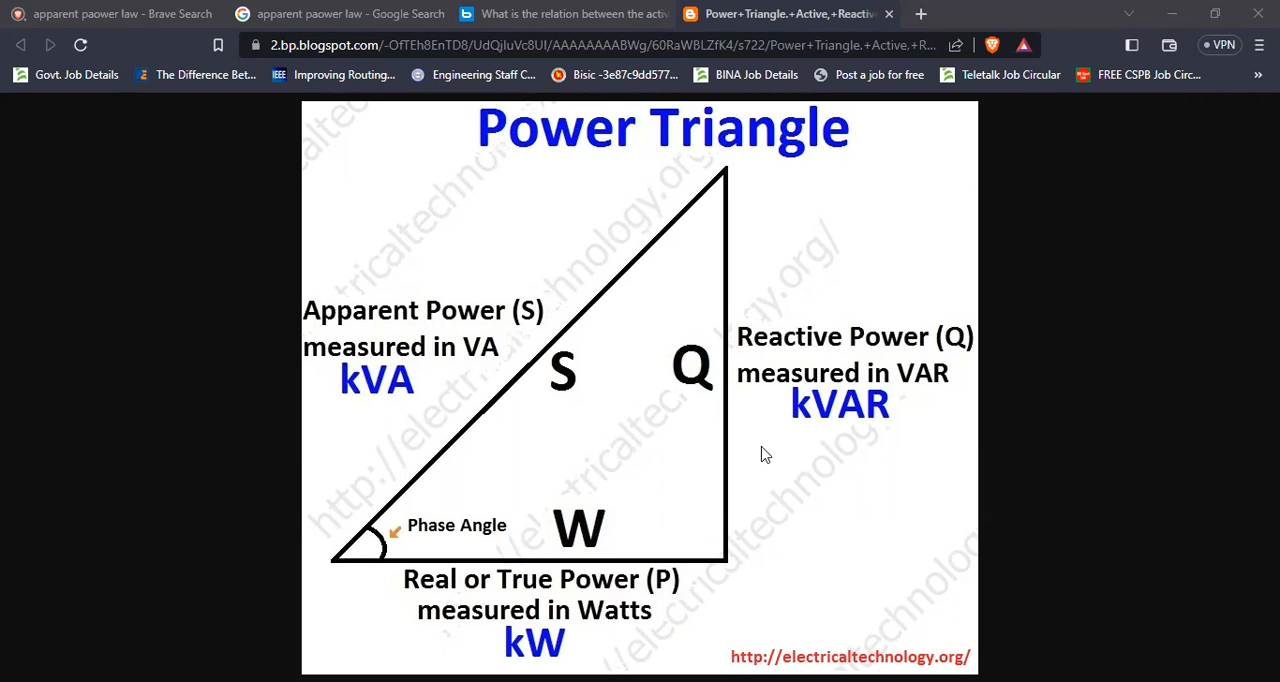 apparent paower law - Brave Search
apparent paower law - Google Search
What is the relation between the activ
Power+Triangle.+Active,+Reactiv
2.bp.blogspot.com/-OfTEh8EnTD8/UdQjIuVc8UI/AAAAAAAABWg/60RaWBLZfK4/s722/Power+Triangle.+Active,+R...
VPN
Govt. Job Details
The Difference Bet...
IEEE
Improving Routing...
Engineering Staff C...
Bisic -3e87c9dd577...
BINA Job Details
Post a job for free
Teletalk Job Circular
FREE CSPB Job Circ...
Power Triangle
Apparent Power (S)
measured in VA
kVA
S
Q
Reactive Power (Q)
measured in VAR
kVAR
Phase Angle
W
Real or True Power (P)
measured in Watts
kW
http://electricaltechnology.org/